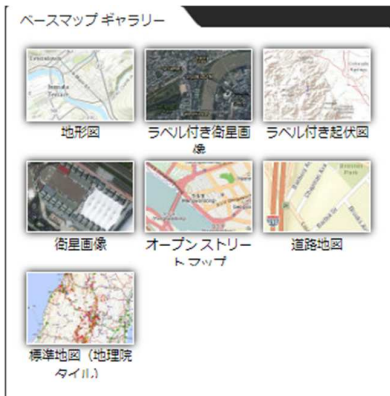 ベースマップ ギャラリー
地形図
ラベル付き衛星画
像
ラベル付き起伏図
衛星画像
オープン ストリー
ト マップ
道路地図
標準地図（地理院
タイル）